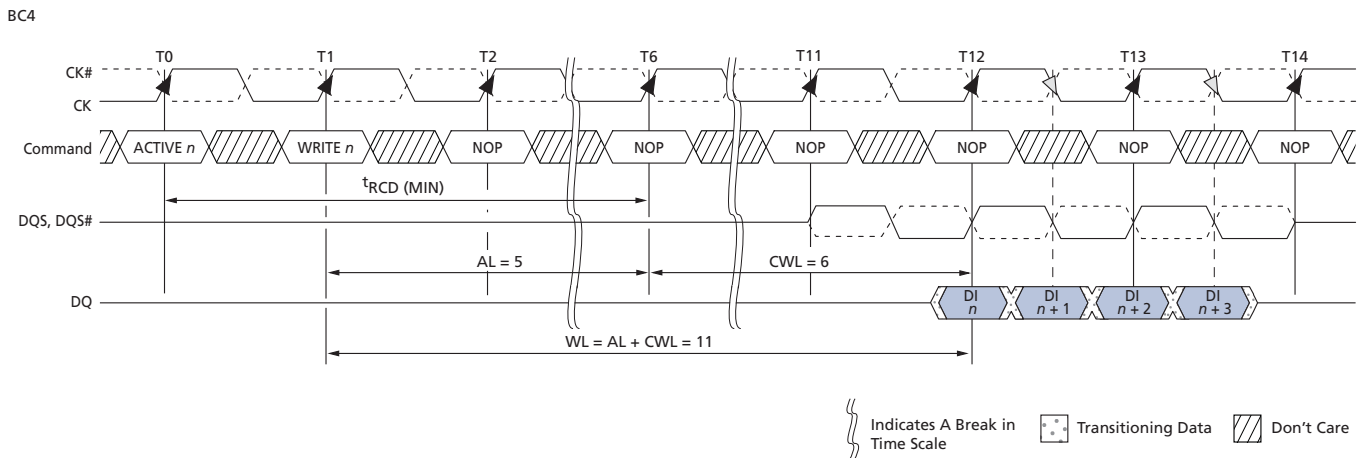 BC4
T0 T1 T2 T6 T11 T12 T13 T14
CK#
CK
Command ACTIVE n WRITE n NOP NOP NOP NOP NOP NOP
tRCD (MIN)
DQS, DQS#
AL = 5 CWL = 6
DQ DI n DI n + 1 DI n + 2 DI n + 3
WL = AL + CWL = 11
Indicates A Break in
Time Scale
Transitioning Data
Don't Care